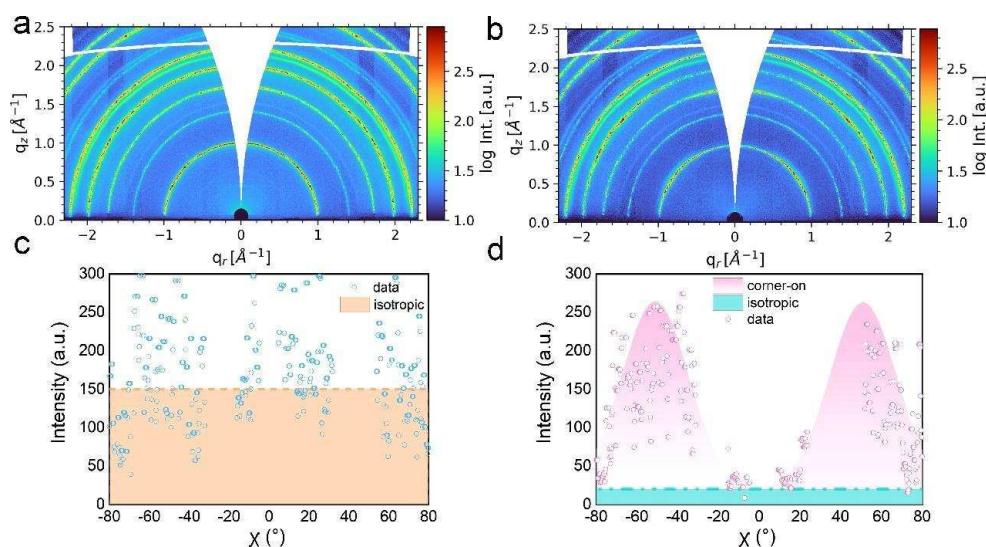 a
2.5
2.0
1.5
1.0
0.5
0.0
q_z [Å⁻¹]
−2 −1 0 1 2
q_r [Å⁻¹]
2.5
2.0
1.5
1.0
log Int. [a.u.]
b
2.5
2.0
1.5
1.0
0.5
0.0
q_z [Å⁻¹]
−2 −1 0 1 2
q_r [Å⁻¹]
2.5
2.0
1.5
1.0
log Int. [a.u.]
c
300
250
200
150
100
50
0
Intensity (a.u.)
data
isotropic
-80 -60 -40 -20 0 20 40 60 80
χ (°)
d
300
250
200
150
100
50
0
Intensity (a.u.)
corner-on
isotropic
data
-80 -60 -40 -20 0 20 40 60 80
χ (°)